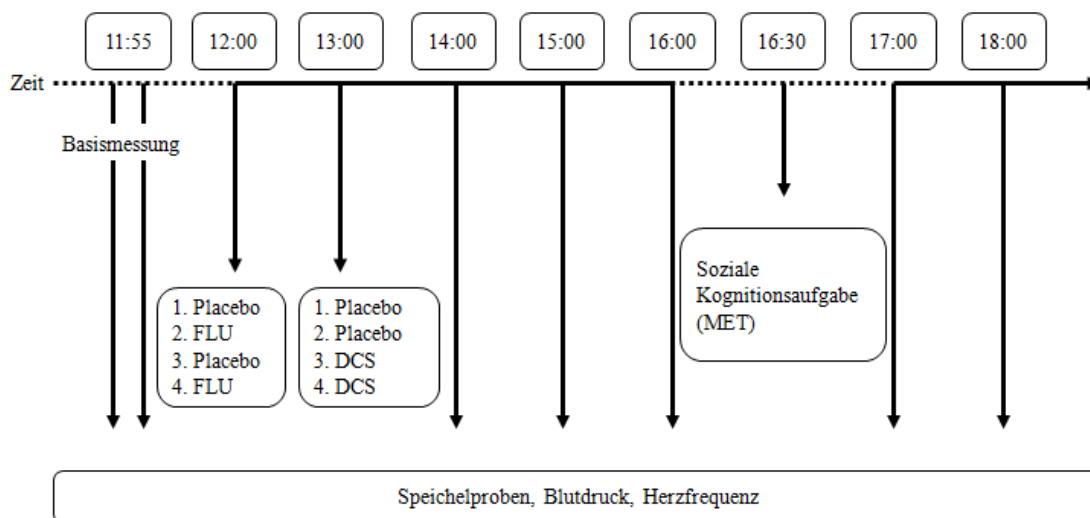 11:55 12:00 13:00 14:00 15:00 16:00 16:30 17:00 18:00
Zeit
Basismessung
1. Placebo
2. FLU
3. Placebo
4. FLU
1. Placebo
2. Placebo
3. DCS
4. DCS
Soziale
Kognitionsaufgabe
(MET)
Speichelproben, Blutdruck, Herzfrequenz